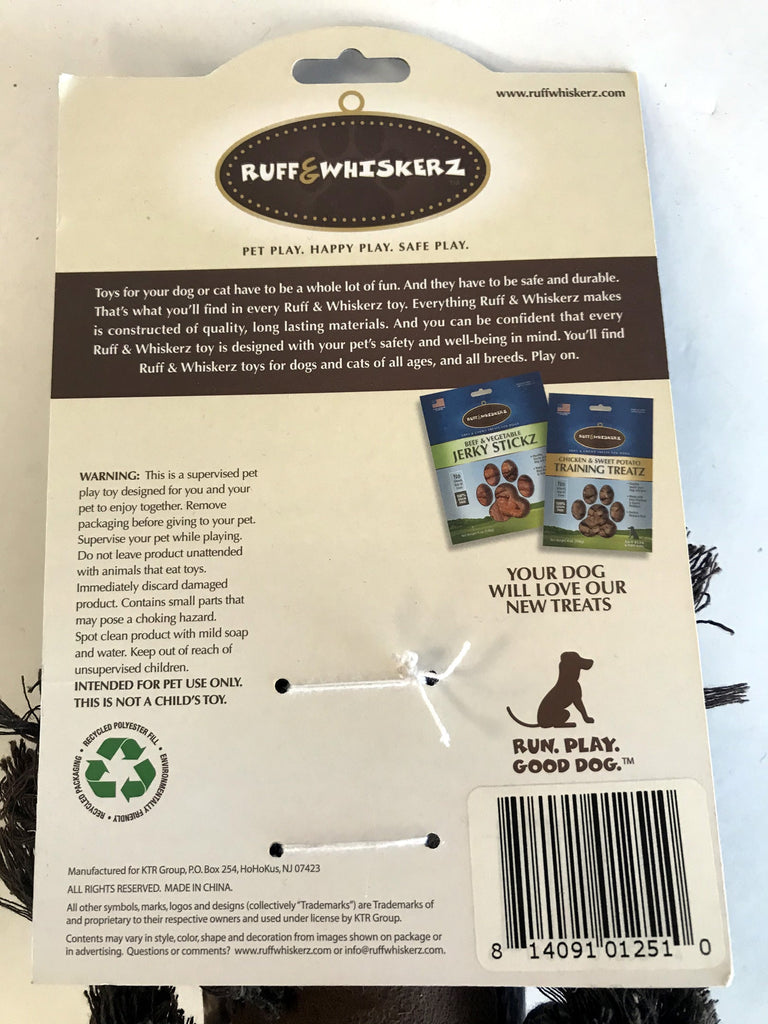 www.ruffwhiskerz.com
RUFF & WHISKERZ
PET PLAY. HAPPY PLAY. SAFE PLAY.
Toys for your dog or cat have to be a whole lot of fun. And they have to be safe and durable.
That's what you'll find in every Ruff & Whiskerz toy. Everything Ruff & Whiskerz makes
is constructed of quality, long lasting materials. And you can be confident that every
Ruff & Whiskerz toy is designed with your pet's safety and well-being in mind. You'll find
Ruff & Whiskerz toys for dogs and cats of all ages, and all breeds. Play on.
RUFF & WHISKERZ
BEEF & VEGETABLE
JERKY STICKZ
RUFF & WHISKERZ
CHICKEN & SWEET POTATO
TRAINING TREATZ
YOUR DOG
WILL LOVE OUR
NEW TREATS
WARNING: This is a supervised pet
play toy designed for you and your
pet to enjoy together. Remove
packaging before giving to your pet.
Supervise your pet while playing.
Do not leave product unattended
with animals that eat toys.
Immediately discard damaged
product. Contains small parts that
may pose a choking hazard.
Spot clean product with mild soap
and water. Keep out of reach of
unsupervised children.
INTENDED FOR PET USE ONLY.
THIS IS NOT A CHILD'S TOY.
RUN. PLAY.
GOOD DOG.™
RECYCLED POLYESTER FILL • ENVIRONMENTALLY FRIENDLY • RECYCLED PACKAGING •
Manufactured for KTR Group, P.O. Box 254, HoHoKus, NJ 07423
ALL RIGHTS RESERVED. MADE IN CHINA.
All other symbols, marks, logos and designs (collectively "Trademarks") are Trademarks of
and proprietary to their respective owners and used under license by KTR Group.
Contents may vary in style, color, shape and decoration from images shown on package or
in advertising. Questions or comments? www.ruffwhiskerz.com or info@ruffwhiskerz.com.
8 14091 01251 0